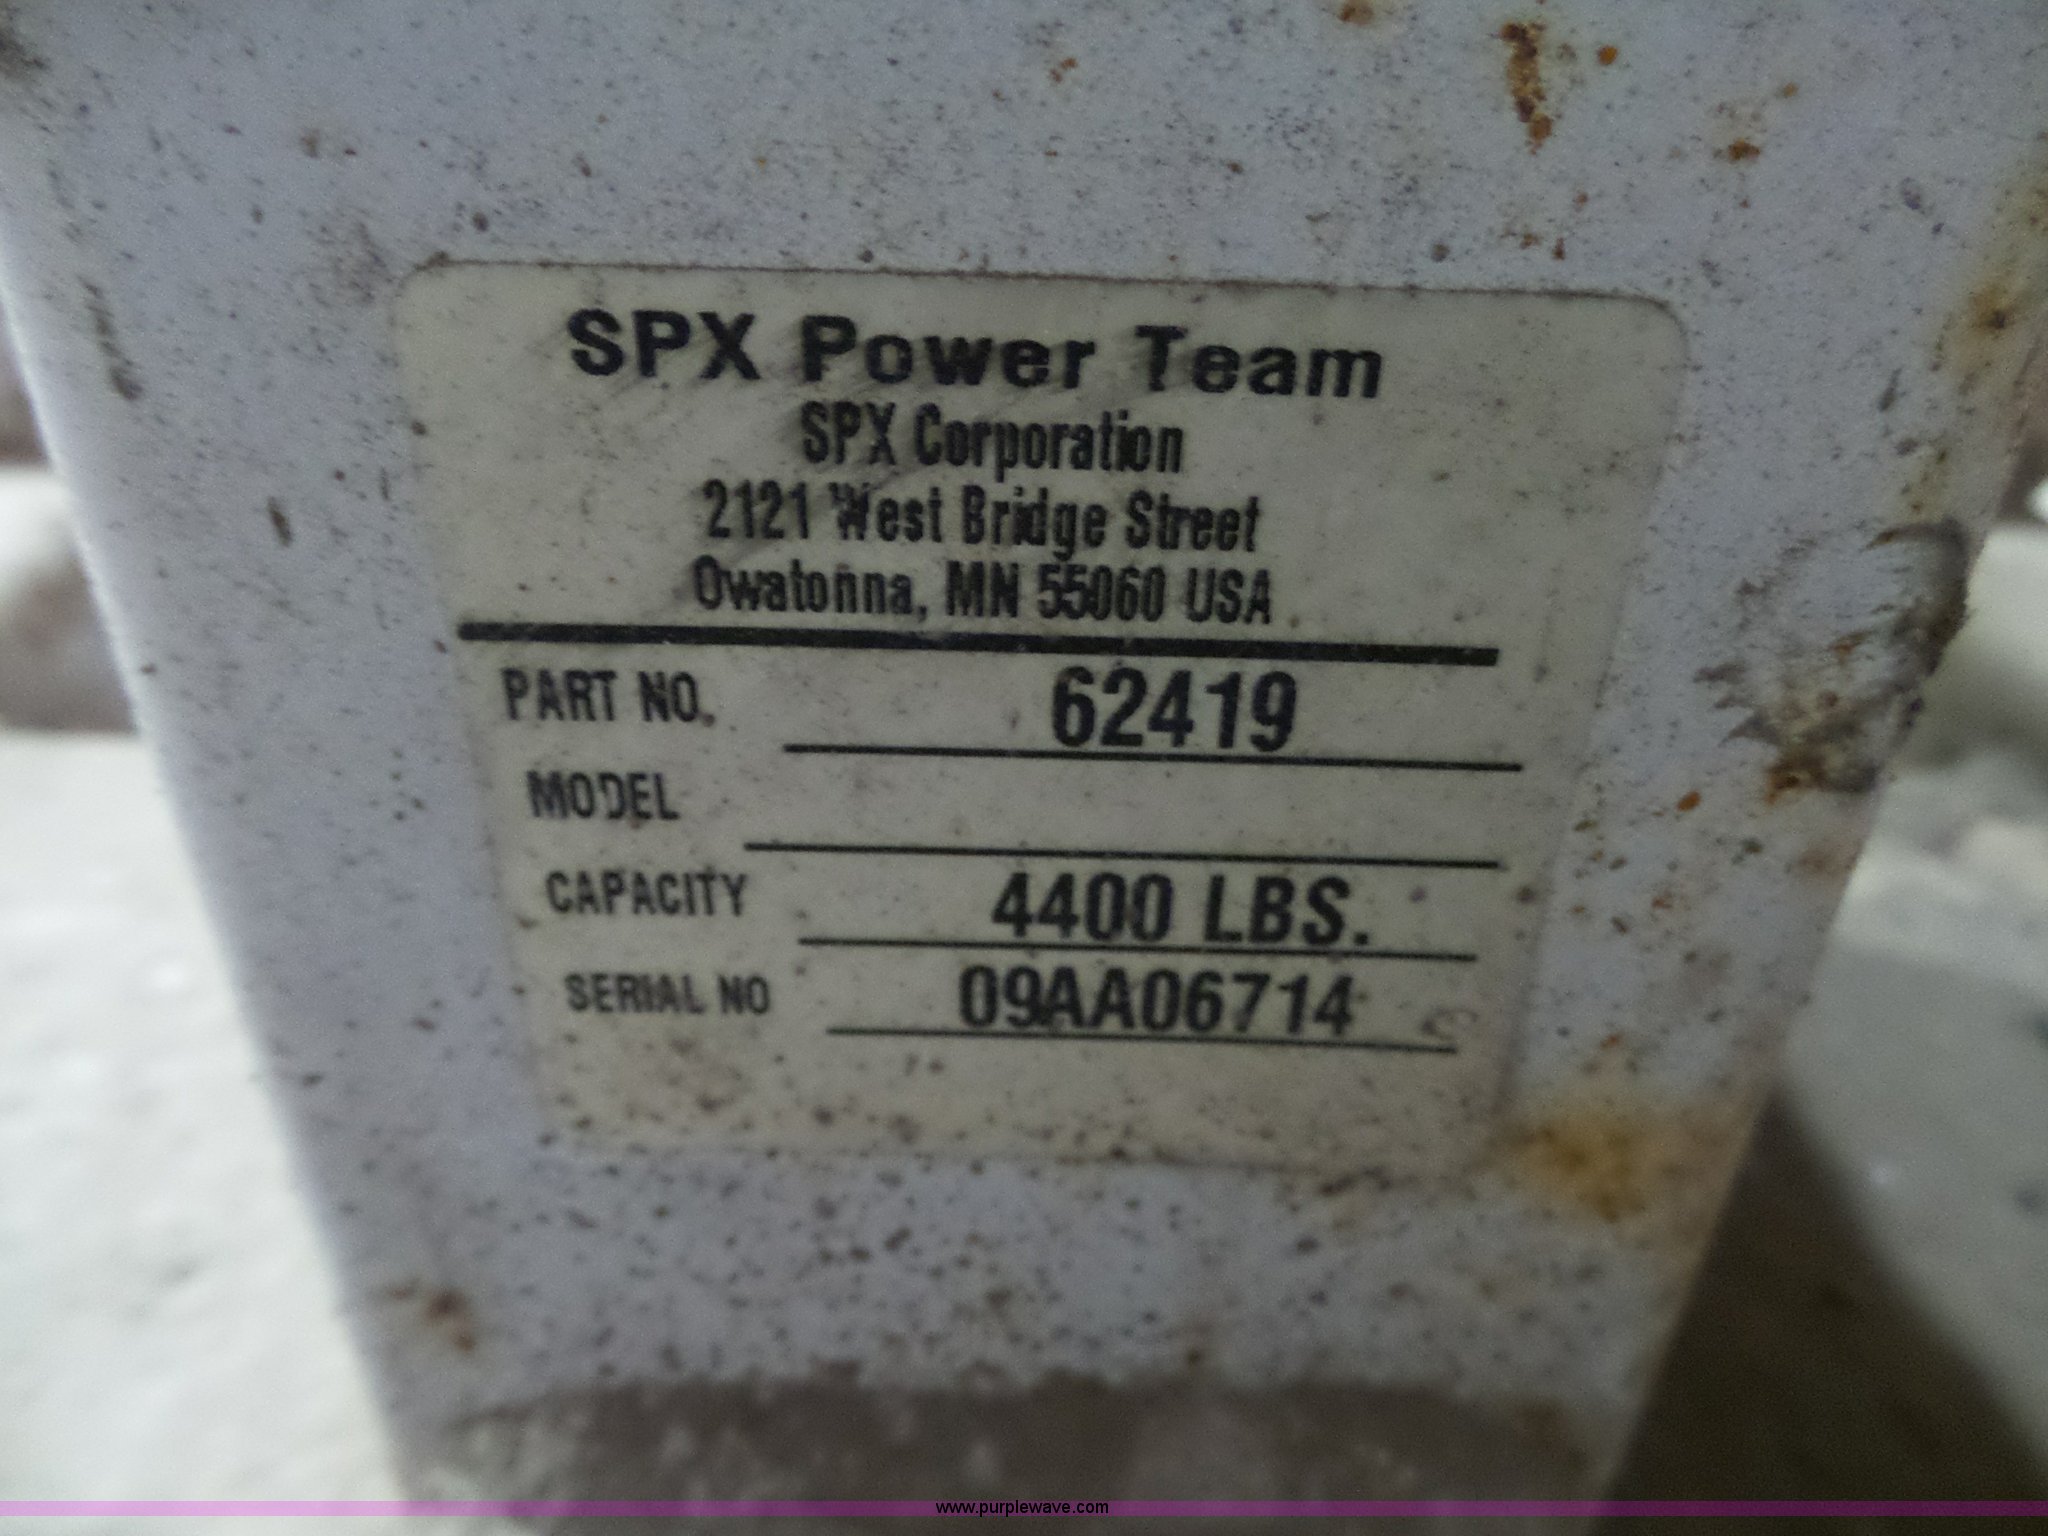 SPX Power Team
SPX Corporation
2121 West Bridge Street
Owatonna, MN 55060 USA
PART NO. 62419
MODEL
CAPACITY 4400 LBS.
SERIAL NO 09AA06714
www.purplewave.com